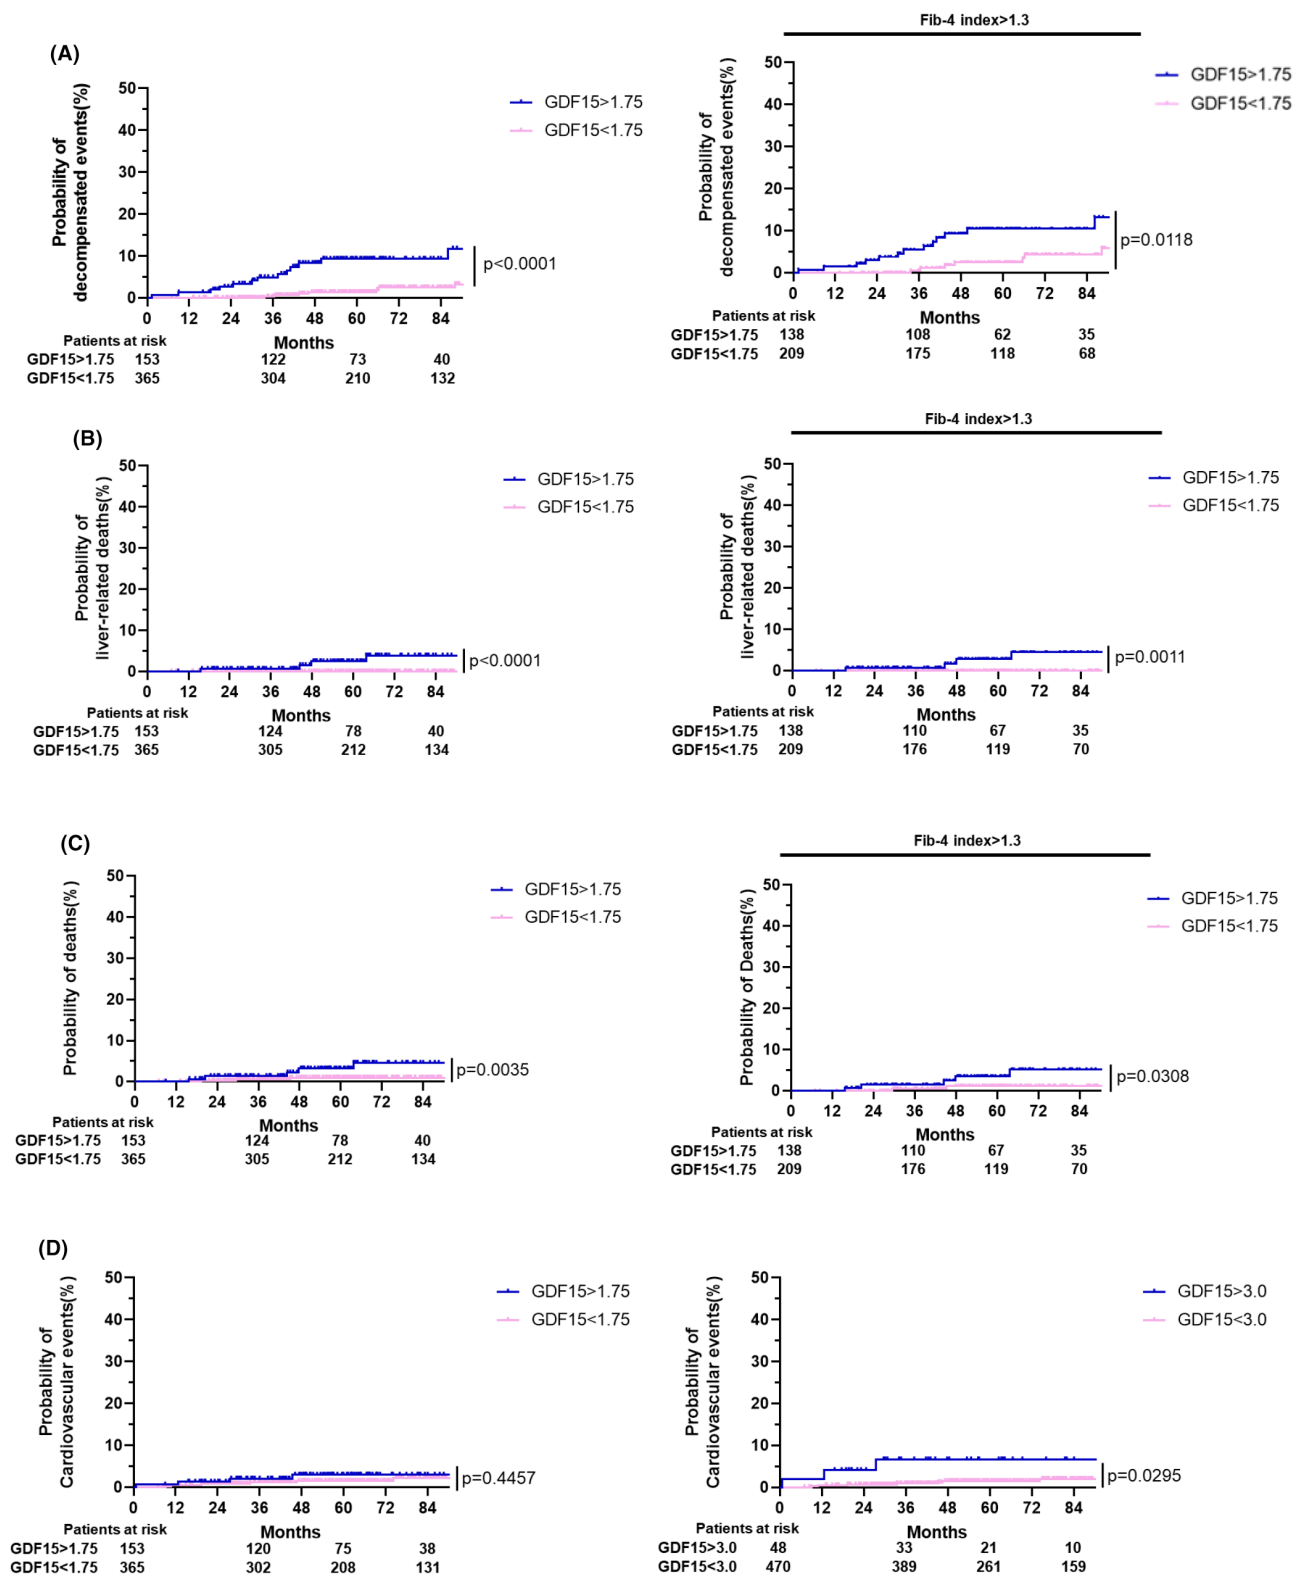 (A)
Probability of
decompensated events(%)
50
40
30
20
10
0
0 12 24 36 48 60 72 84
Months
GDF15>1.75
GDF15<1.75
p<0.0001
Patients at risk
GDF15>1.75 153 122 73 40
GDF15<1.75 365 304 210 132
Fib-4 index>1.3
Probability of
decompensated events(%)
50
40
30
20
10
0
0 12 24 36 48 60 72 84
Months
GDF15>1.75
GDF15<1.75
p=0.0118
Patients at risk
GDF15>1.75 138 108 62 35
GDF15<1.75 209 175 118 68
(B)
Probability of
liver-related deaths(%)
50
40
30
20
10
0
0 12 24 36 48 60 72 84
Months
GDF15>1.75
GDF15<1.75
p<0.0001
Patients at risk
GDF15>1.75 153 124 78 40
GDF15<1.75 365 305 212 134
Fib-4 index>1.3
Probability of
liver-related deaths(%)
50
40
30
20
10
0
0 12 24 36 48 60 72 84
Months
GDF15>1.75
GDF15<1.75
p=0.0011
Patients at risk
GDF15>1.75 138 110 67 35
GDF15<1.75 209 176 119 70
(C)
Probability of deaths(%)
50
40
30
20
10
0
0 12 24 36 48 60 72 84
Months
GDF15>1.75
GDF15<1.75
p=0.0035
Patients at risk
GDF15>1.75 153 124 78 40
GDF15<1.75 365 305 212 134
Fib-4 index>1.3
Probability of Deaths(%)
50
40
30
20
10
0
0 12 24 36 48 60 72 84
Months
GDF15>1.75
GDF15<1.75
p=0.0308
Patients at risk
GDF15>1.75 138 110 67 35
GDF15<1.75 209 176 119 70
(D)
Probability of
Cardiovascular events(%)
50
40
30
20
10
0
0 12 24 36 48 60 72 84
Months
GDF15>1.75
GDF15<1.75
p=0.4457
Patients at risk
GDF15>1.75 153 120 75 38
GDF15<1.75 365 302 208 131
Probability of
Cardiovascular events(%)
50
40
30
20
10
0
0 12 24 36 48 60 72 84
Months
GDF15>3.0
GDF15<3.0
p=0.0295
Patients at risk
GDF15>3.0 48 33 21 10
GDF15<3.0 470 389 261 159